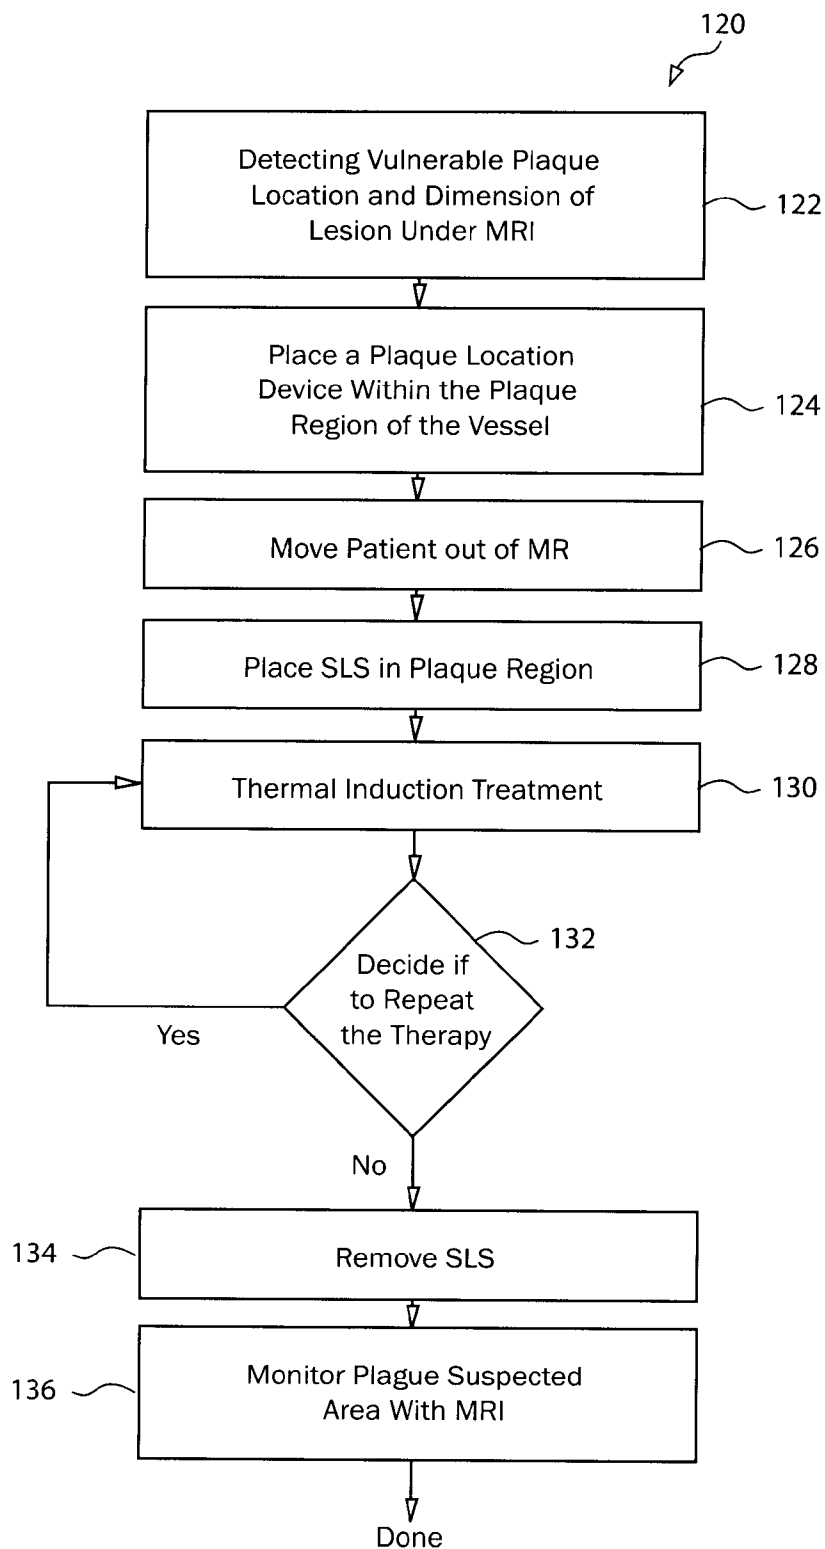 120
Detecting Vulnerable Plaque
Location and Dimension of
Lesion Under MRI
122
Place a Plaque Location
Device Within the Plaque
Region of the Vessel
124
Move Patient out of MR
126
Place SLS in Plaque Region
128
Thermal Induction Treatment
130
132
Decide if
to Repeat
the Therapy
Yes
No
134
Remove SLS
136
Monitor Plague Suspected
Area With MRI
Done